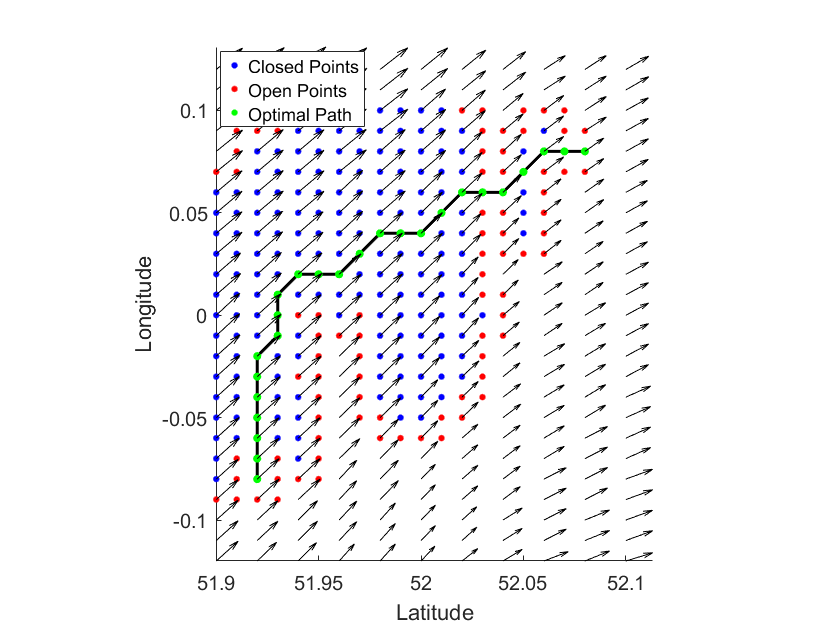 Closed Points
Open Points
Optimal Path
0.1
0.05
0
-0.05
-0.1
Longitude
51.9
51.95
52
52.05
52.1
Latitude